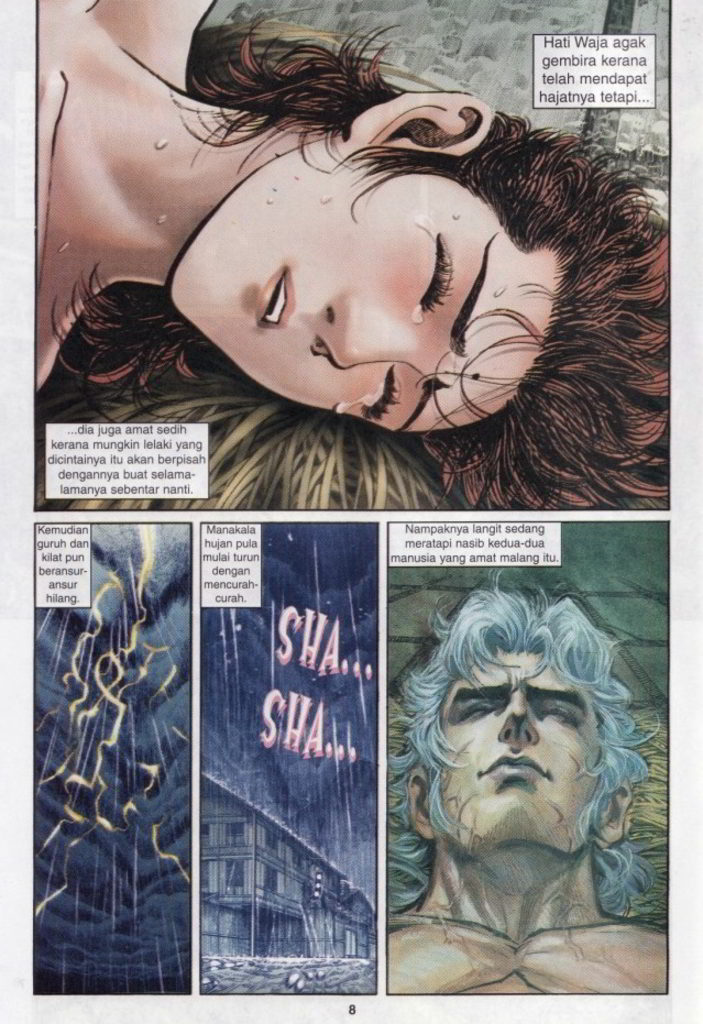 Hati Waja agak
gembira kerana
telah mendapat
hajatnya tetapi...
...dia juga amat sedih
kerana mungkin lelaki yang
dicintainya itu akan berpisah
dengannya buat selama-
lamanya sebentar nanti.
Kemudian
guruh dan
kilat pun
beransur-
ansur
hilang.
Manakala
hujan pula
mulai turun
dengan
mencurah-
curah.
SHA...
SHA...
Nampaknya langit sedang
meratapi nasib kedua-dua
manusia yang amat malang itu.
8